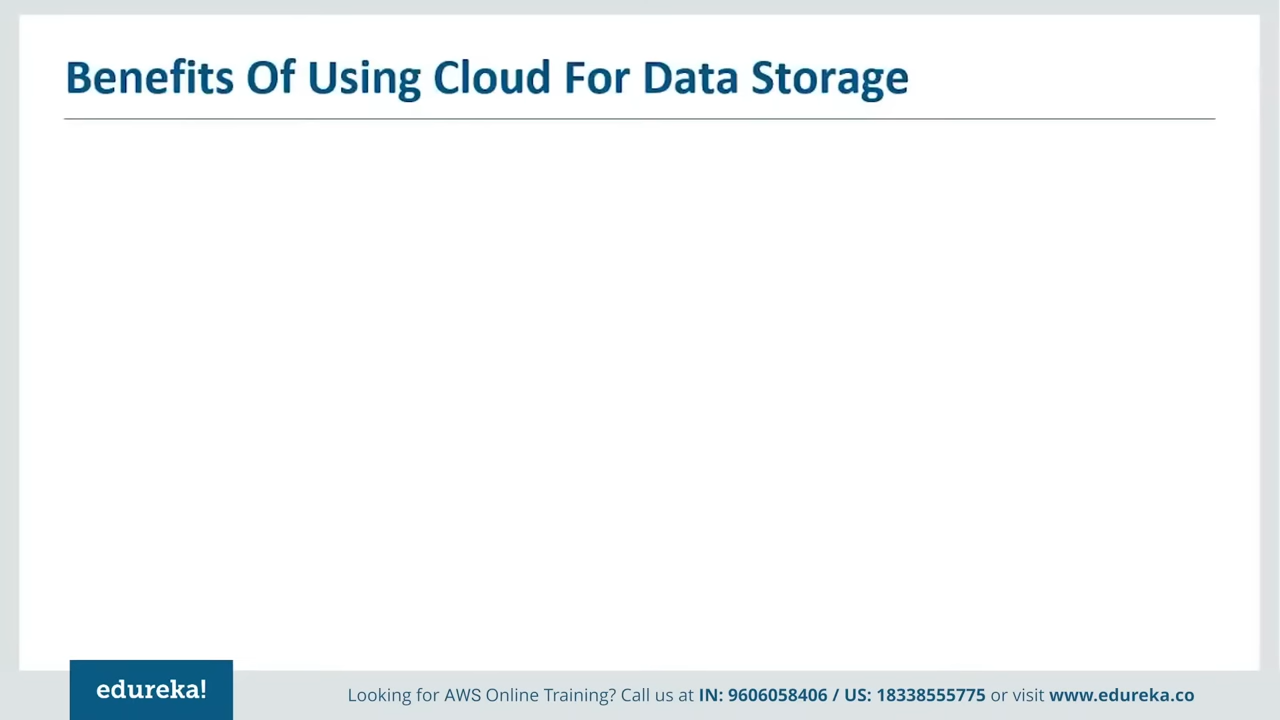 Benefits Of Using Cloud For Data Storage
edureka!
Looking for AWS Online Training? Call us at IN: 9606058406 / US: 18338555775 or visit www.edureka.co